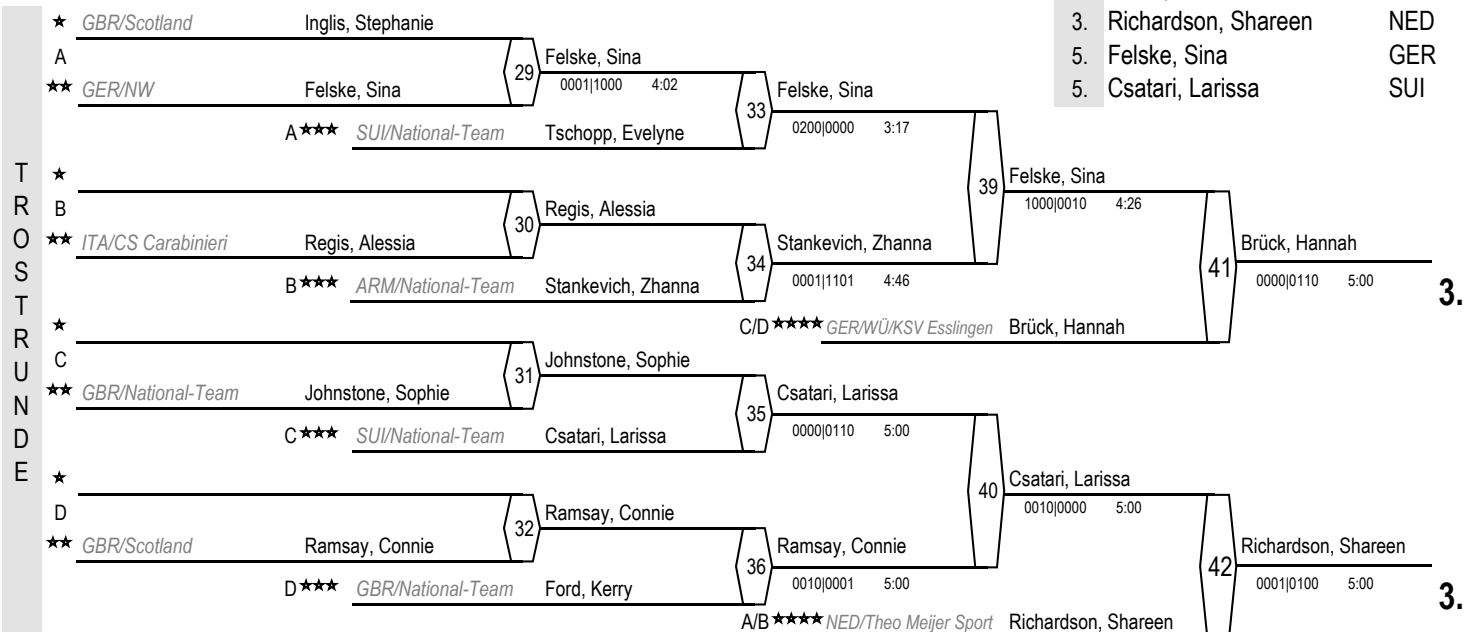 ★ GBR/Scotland Inglis, Stephanie
3. Richardson, Shareen NED
A
29 Felske, Sina
5. Felske, Sina GER
0001|1000 4:02
★★ GER/NW Felske, Sina
33 Felske, Sina
5. Csatari, Larissa SUI
0200|0000 3:17
A★★★ SUI/National-Team Tschopp, Evelyne
TROSTRUNDE
★
39 Felske, Sina
1000|0010 4:26
B
30 Regis, Alessia
★★ ITA/CS Carabinieri Regis, Alessia
34 Stankevich, Zhanna
0001|1101 4:46
41 Brück, Hannah
0000|0110 5:00
3.
B★★★ ARM/National-Team Stankevich, Zhanna
★
C/D★★★★ GER/WÜ/KSV Esslingen Brück, Hannah
C
31 Johnstone, Sophie
★★ GBR/National-Team Johnstone, Sophie
35 Csatari, Larissa
0000|0110 5:00
C★★★ SUI/National-Team Csatari, Larissa
★
40 Csatari, Larissa
0010|0000 5:00
D
32 Ramsay, Connie
★★ GBR/Scotland Ramsay, Connie
36 Ramsay, Connie
0010|0001 5:00
42 Richardson, Shareen
0001|0100 5:00
3.
D★★★ GBR/National-Team Ford, Kerry
A/B★★★★ NED/Theo Meijer Sport Richardson, Shareen